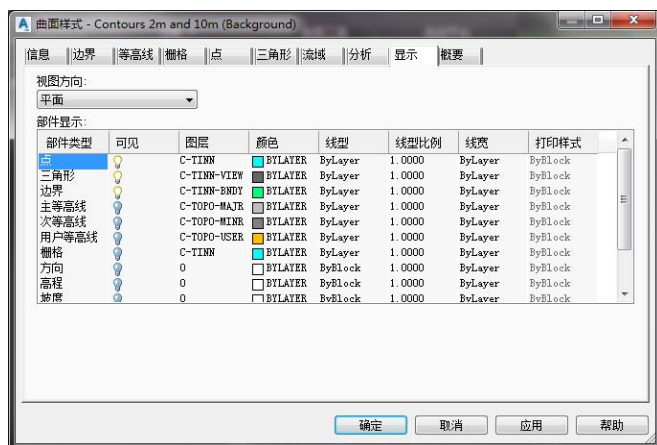 曲面样式 - Contours 2m and 10m (Background)
信息 边界 等高线 栅格 点 三角形 流域 分析 显示 概要
视图方向:
平面
部件显示:
部件类型 可见 图层 颜色 线型 线型比例 线宽 打印样式
点 C-TINN BYLAYER ByLayer 1.0000 ByLayer ByBlock
三角形 C-TINN-VIEW BYLAYER ByLayer 1.0000 ByLayer ByBlock
边界 C-TINN-BNDY BYLAYER ByLayer 1.0000 ByLayer ByBlock
主等高线 C-TOPO-MAJR BYLAYER ByLayer 1.0000 ByLayer ByBlock
次等高线 C-TOPO-MINR BYLAYER ByLayer 1.0000 ByLayer ByBlock
用户等高线 C-TOPO-USER BYLAYER ByLayer 1.0000 ByLayer ByBlock
栅格 C-TINN BYLAYER ByLayer 1.0000 ByLayer ByBlock
方向 0 BYLAYER ByBlock 1.0000 ByLayer ByBlock
高程 0 BYLAYER ByBlock 1.0000 ByLayer ByBlock
坡度 0 BYLAYER ByBlock 1.0000 ByLayer ByBlock
确定 取消 应用 帮助